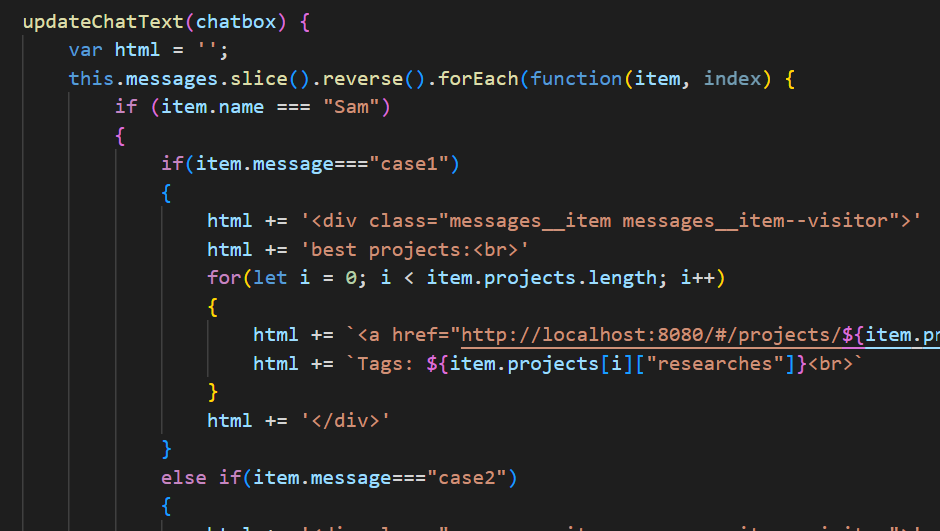 updateChatText(chatbox) {
var html = '';
this.messages.slice().reverse().forEach(function(item, index) {
if (item.name === "Sam")
{
if(item.message==="case1")
{
html += '<div class="messages__item messages__item--visitor">'
html += 'best projects:<br>'
for(let i = 0; i < item.projects.length; i++)
{
html += `<a href="http://localhost:8080/#/projects/${item.pr
html += `Tags: ${item.projects[i]["researches"]}<br>`
}
html += '</div>'
}
else if(item.message==="case2")
{